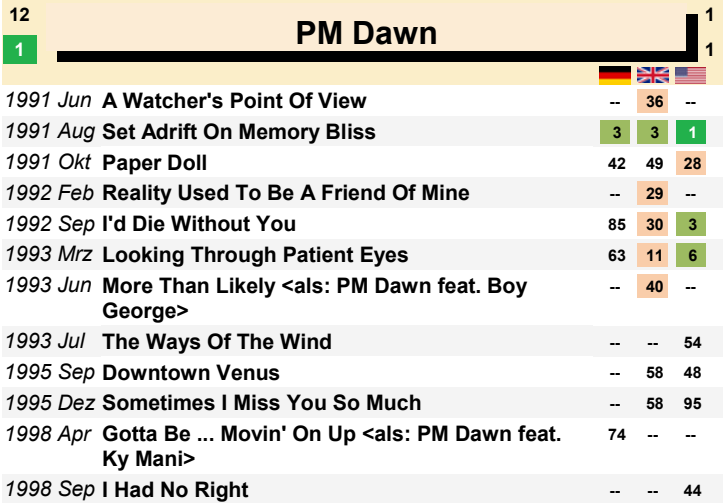 12
PM Dawn
1
1
1
1991 Jun A Watcher's Point Of View -- 36 --
1991 Aug Set Adrift On Memory Bliss 3 3 1
1991 Okt Paper Doll 42 49 28
1992 Feb Reality Used To Be A Friend Of Mine -- 29 --
1992 Sep I'd Die Without You 85 30 3
1993 Mrz Looking Through Patient Eyes 63 11 6
1993 Jun More Than Likely <als: PM Dawn feat. Boy -- 40 --
George>
1993 Jul The Ways Of The Wind -- -- 54
1995 Sep Downtown Venus -- 58 48
1995 Dez Sometimes I Miss You So Much -- 58 95
1998 Apr Gotta Be ... Movin' On Up <als: PM Dawn feat. 74 -- --
Ky Mani>
1998 Sep I Had No Right -- -- 44